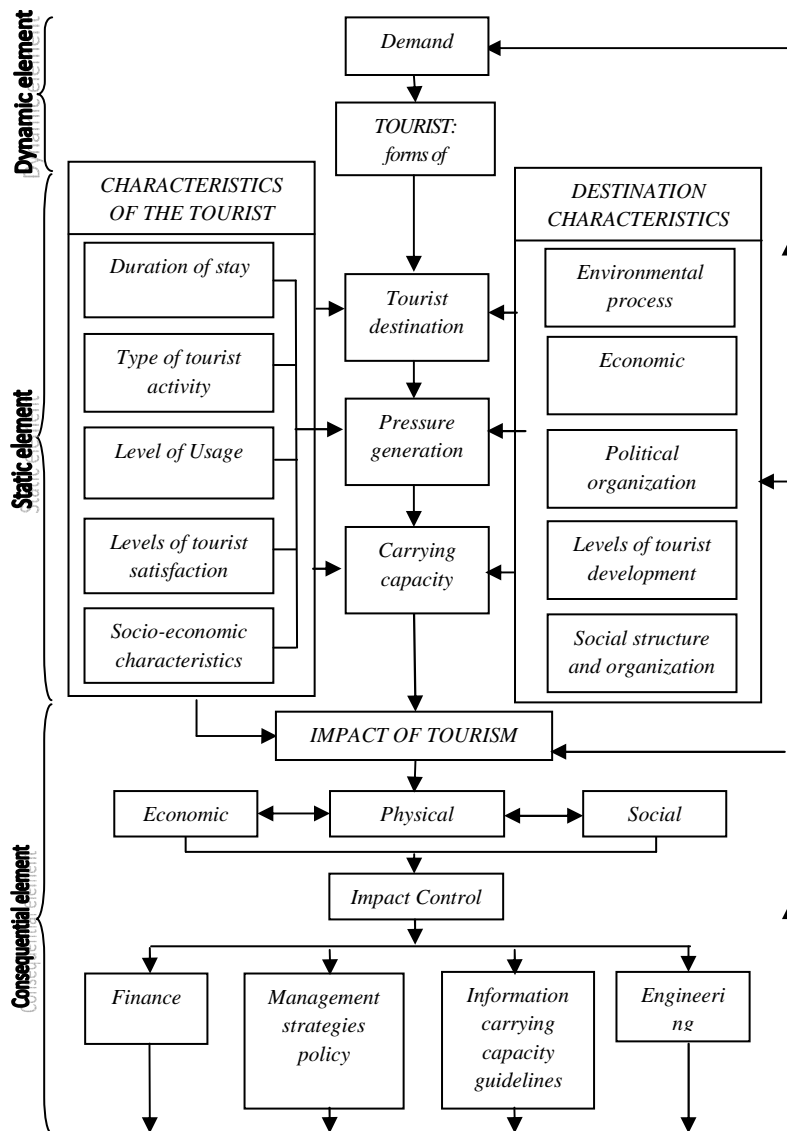 Dynamic element
Demand
TOURIST:
forms of
Static element
CHARACTERISTICS
OF THE TOURIST
Duration of stay
Type of tourist
activity
Level of Usage
Levels of tourist
satisfaction
Socio-economic
characteristics
Tourist
destination
Pressure
generation
Carrying
capacity
DESTINATION
CHARACTERISTICS
Environmental
process
Economic
Political
organization
Levels of tourist
development
Social structure
and organization
Consequential element
IMPACT OF TOURISM
Economic
Physical
Social
Impact Control
Finance
Management
strategies
policy
Information
carrying
capacity
guidelines
Engineeri
ng